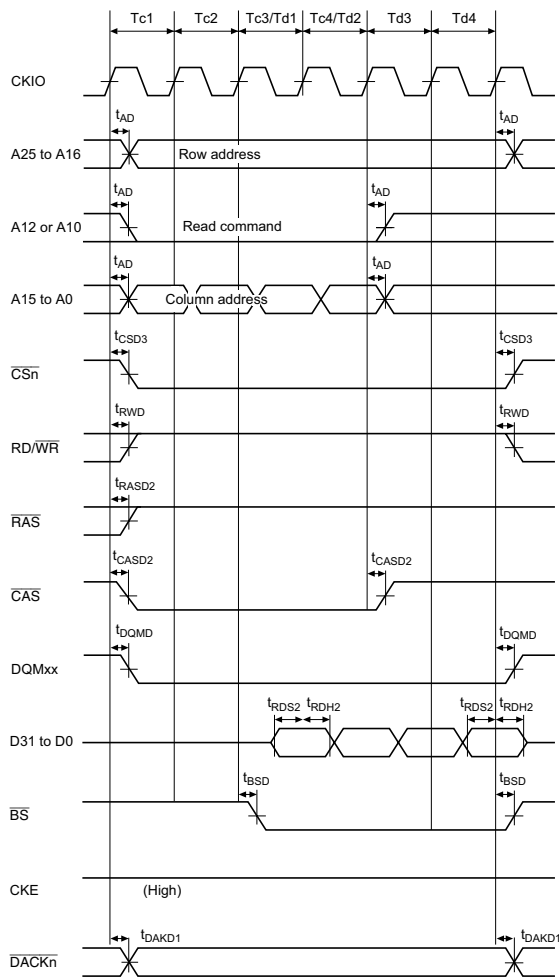 Tc1 Tc2 Tc3/Td1 Tc4/Td2 Td3 Td4
CKIO
tAD tAD
A25 to A16 Row address
tAD tAD
A12 or A10 Read command
tAD tAD
A15 to A0 Column address
tCSD3 tCSD3
CSn
tRWD tRWD
RD/WR
tRASD2
RAS
tCASD2 tCASD2
CAS
tDQMD tDQMD
DQMxx
tRDS2 tRDH2 tRDS2 tRDH2
D31 to D0
tBSD tBSD
BS
CKE (High)
tDAKD1 tDAKD1
DACKn